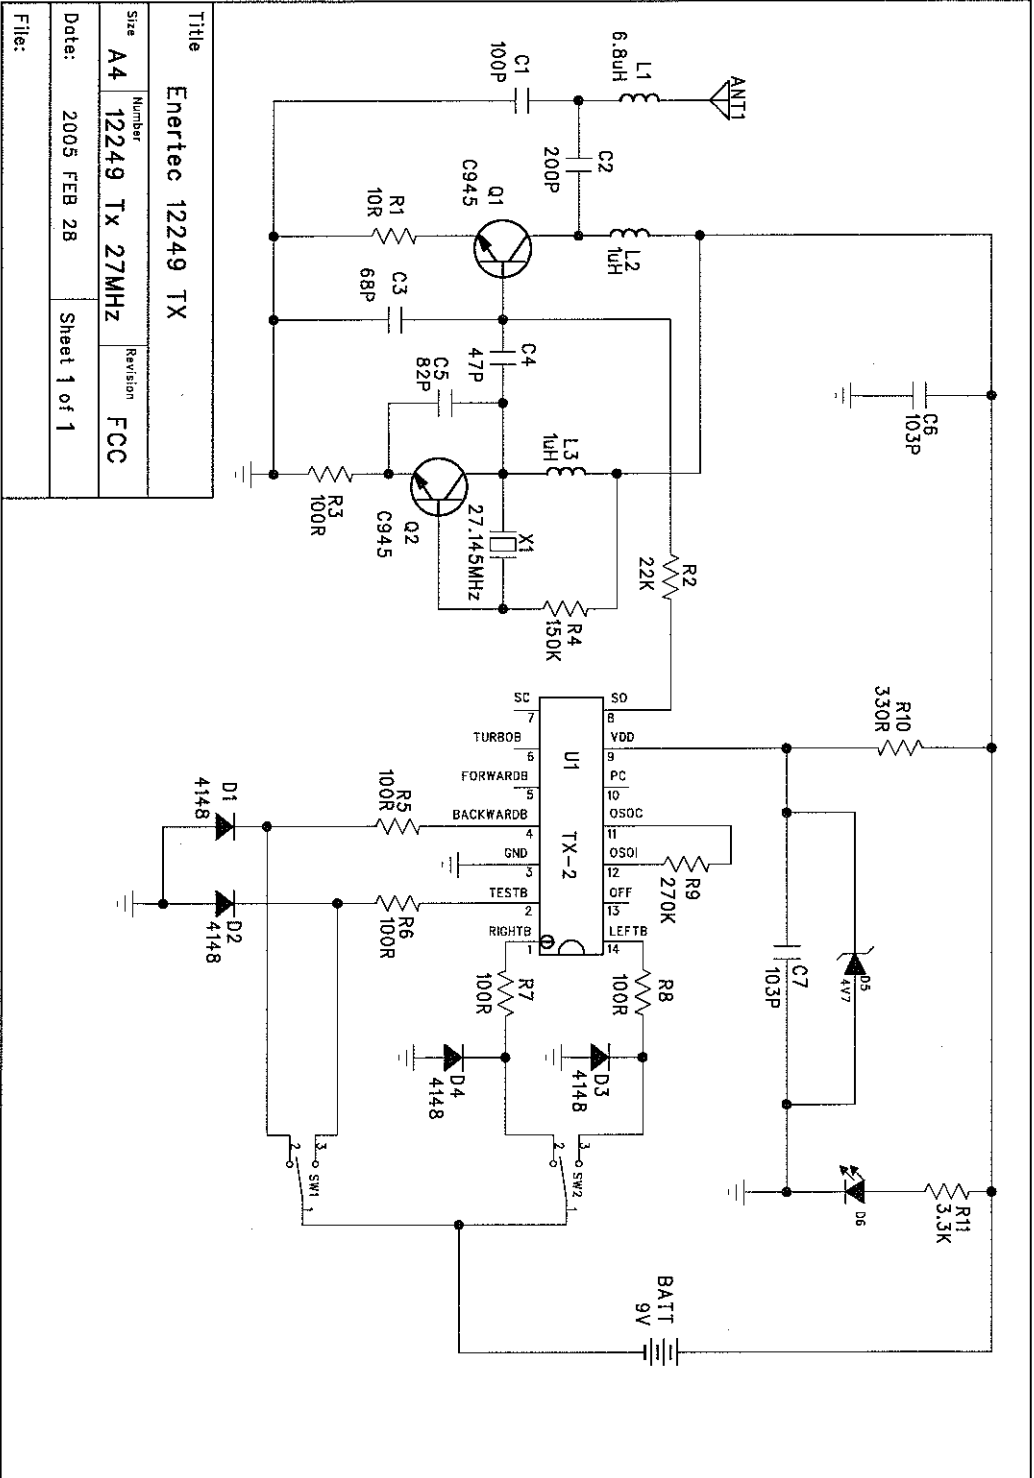 ANT1
L1
6.8uH
C1
100P
C2
200P
Q1
C945
R1
10R
L2
1uH
C3
68P
C4
47P
C5
82P
L3
1uH
Q2
C945
R3
100R
X1
27.145MHz
R4
150K
R2
22K
C6
103P
R10
330R
U1
TX-2
SC
7
TURBOB
6
FORWARDB
5
BACKWARDB
4
GND
3
TESTB
2
RIGHTB
1
SO
8
VDD
9
PC
10
OSOC
11
OSOI
12
OFF
13
LEFTB
14
R9
270K
R5
100R
R6
100R
D1
4148
D2
4148
R7
100R
R8
100R
D4
4148
D3
4148
C7
103P
D5
4V7
D6
R11
3.3K
SW1
2
3
1
SW2
2
3
1
BATT
9V
Title
Enertec 12249 TX
Size
A4
Number
12249 Tx 27MHz
Revision
FCC
Date: 2005 FEB 28
Sheet 1 of 1
File: